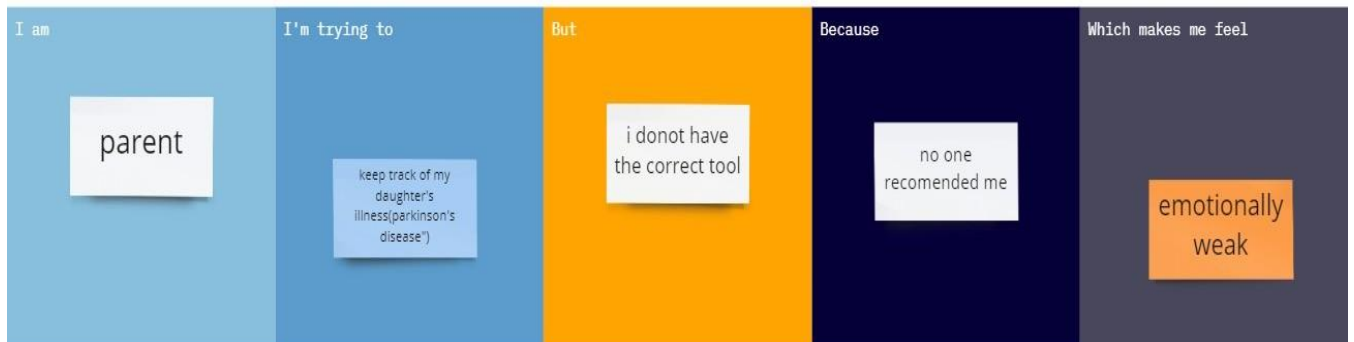 I am
parent
I'm trying to
keep track of my
daughter's
illness(parkinson's
disease")
But
i donot have
the correct tool
Because
no one
recomended me
Which makes me feel
emotionally
weak